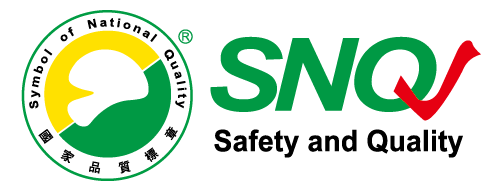 Symbol of National Quality
國家品質標章
®
SNQ
Safety and Quality